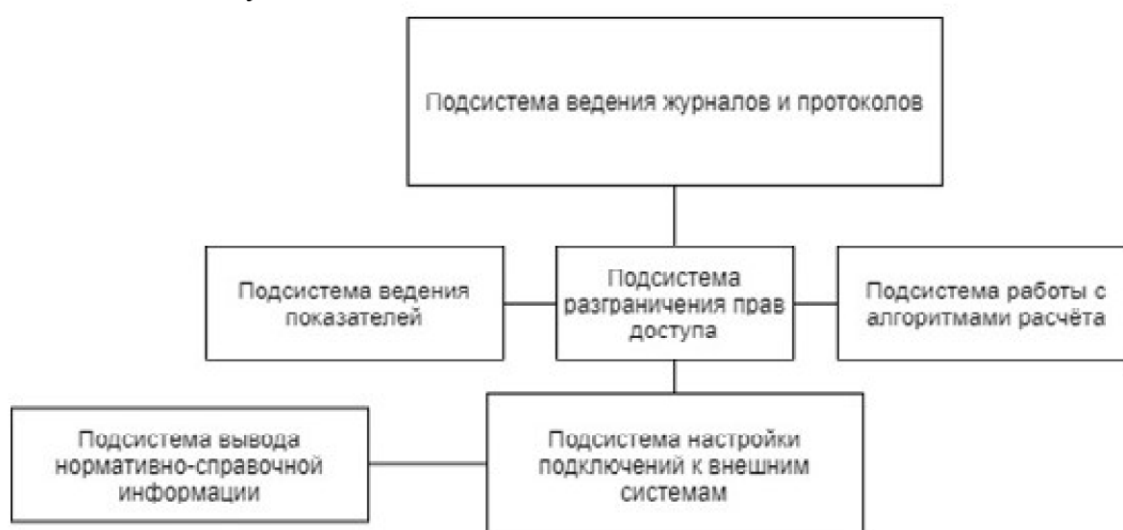 Подсистема ведения журналов и протоколов
Подсистема ведения
показателей
Подсистема
разграничения прав
доступа
Подсистема работы с
алгоритмами расчёта
Подсистема вывода
нормативно-справочной
информации
Подсистема настройки
подключений к внешним
системам